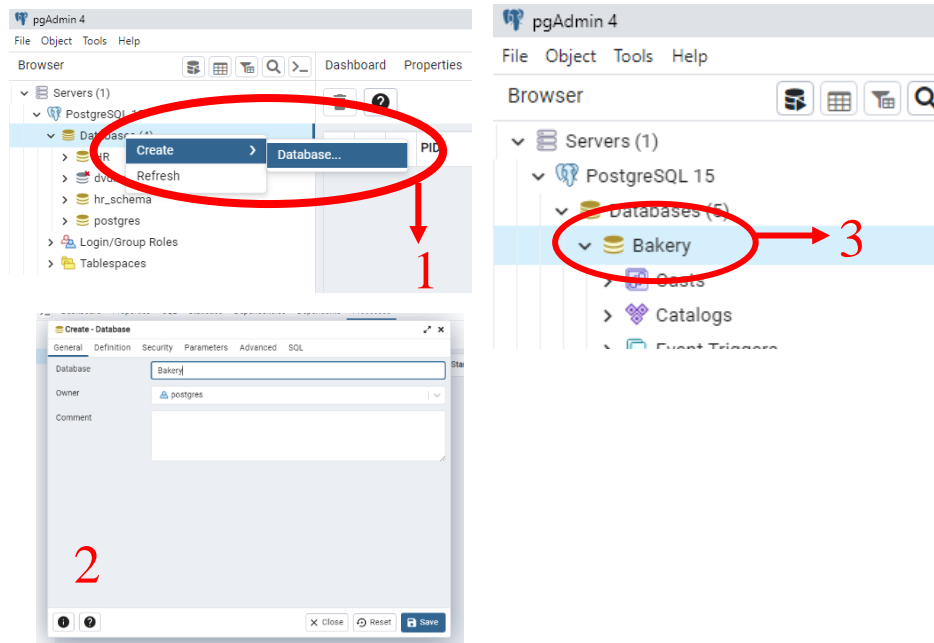 pgAdmin 4
File Object Tools Help
Browser
Dashboard Properties
Servers (1)
PostgreSQL
Databases (4)
HR
Create
Database...
PID
Refresh
hr_schema
postgres
Login/Group Roles
Tablespaces
1
Create - Database
General Definition Security Parameters Advanced SQL
Database
Bakery
Owner
postgres
Comment
2
Close Reset Save
pgAdmin 4
File Object Tools Help
Browser
Servers (1)
PostgreSQL 15
Databases (5)
Bakery
3
Casts
Catalogs
Event Triggers